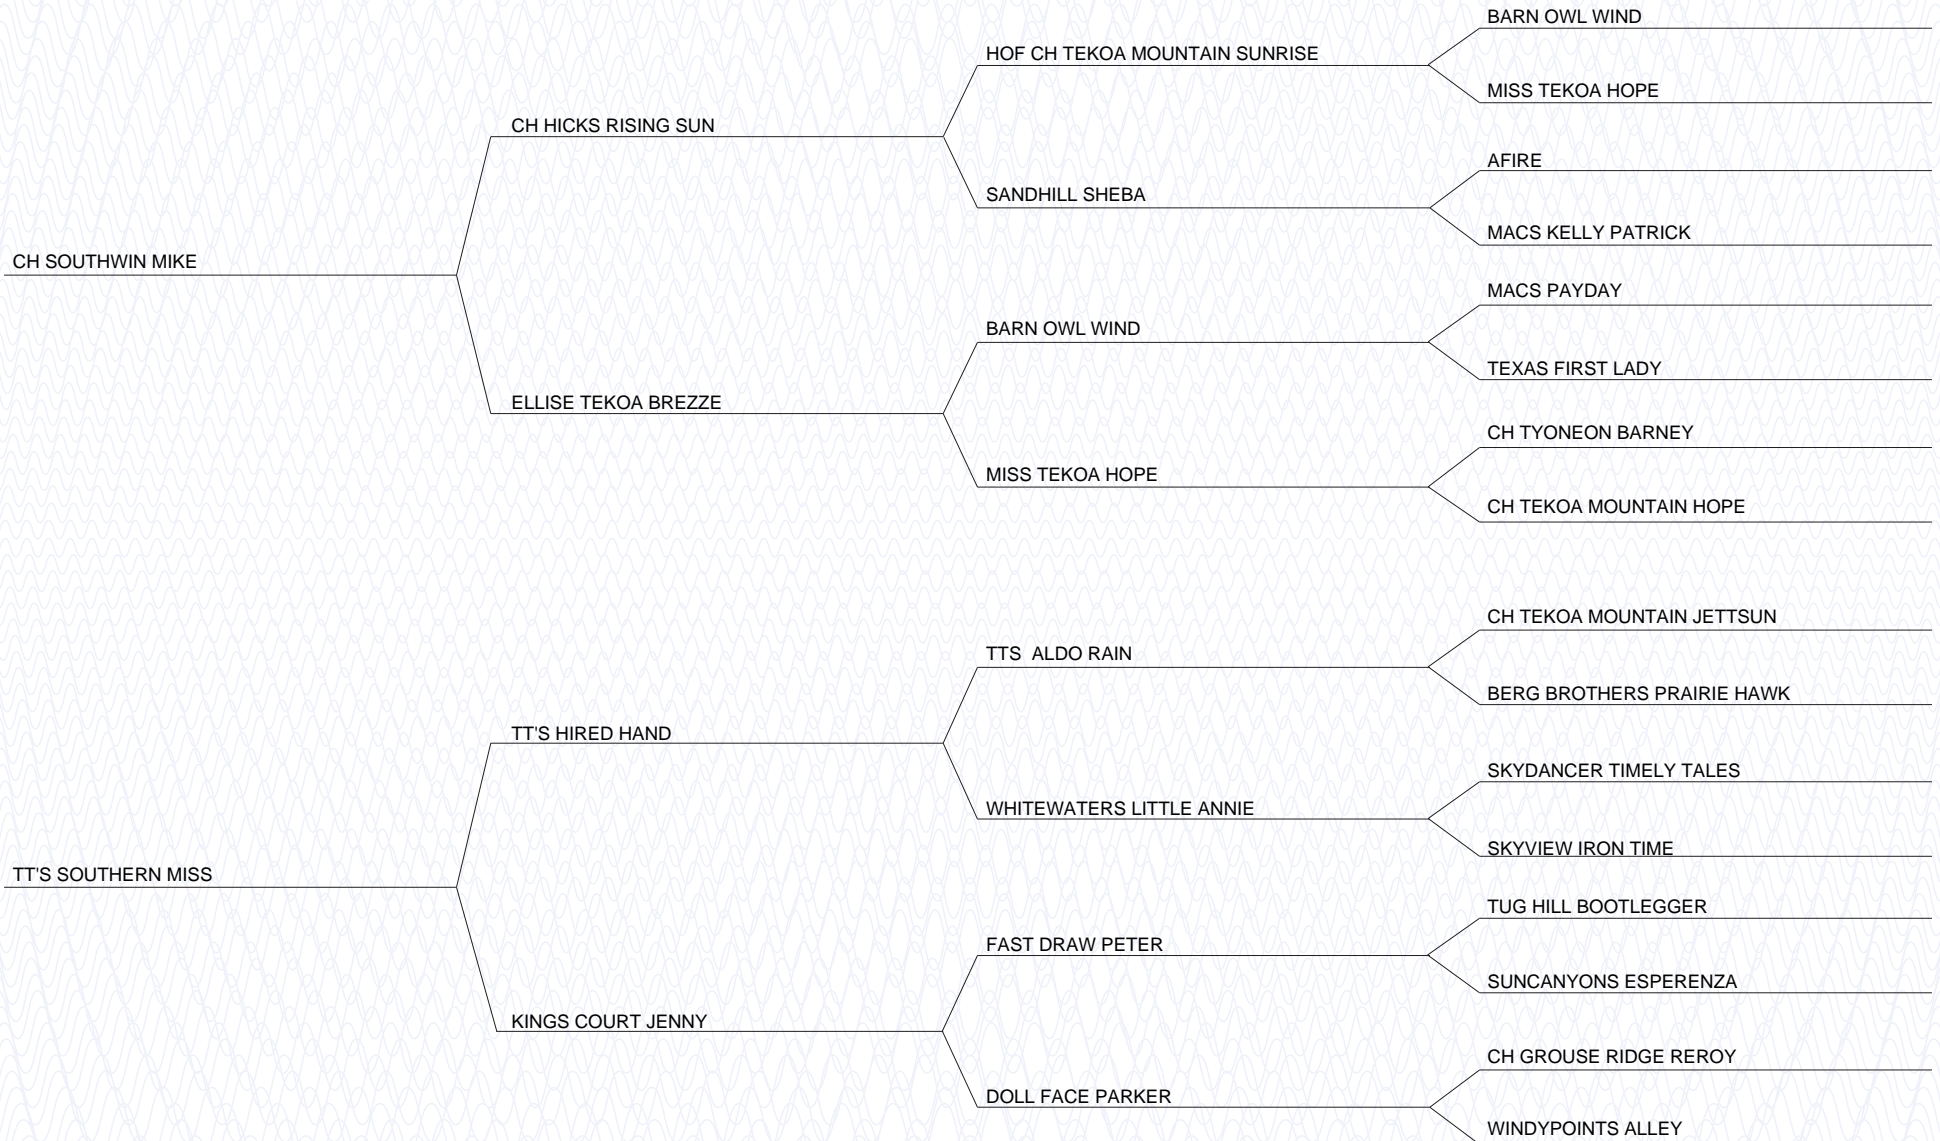 BARN OWL WIND
HOF CH TEKOA MOUNTAIN SUNRISE
MISS TEKOA HOPE
CH HICKS RISING SUN
AFIRE
SANDHILL SHEBA
MACS KELLY PATRICK
CH SOUTHWIN MIKE
MACS PAYDAY
BARN OWL WIND
TEXAS FIRST LADY
ELLISE TEKOA BREZZE
CH TYONEON BARNEY
MISS TEKOA HOPE
CH TEKOA MOUNTAIN HOPE
CH TEKOA MOUNTAIN JETTSUN
TTS  ALDO RAIN
BERG BROTHERS PRAIRIE HAWK
TT'S HIRED HAND
SKYDANCER TIMELY TALES
WHITEWATERS LITTLE ANNIE
SKYVIEW IRON TIME
TT'S SOUTHERN MISS
TUG HILL BOOTLEGGER
FAST DRAW PETER
SUNCANYONS ESPERENZA
KINGS COURT JENNY
CH GROUSE RIDGE REROY
DOLL FACE PARKER
WINDYPOINTS ALLEY